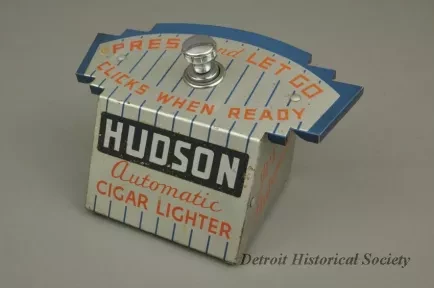 PRESS and LET GO
CLICKS WHEN READY
HUDSON
Automatic
CIGAR LIGHTER
Detroit Historical Society